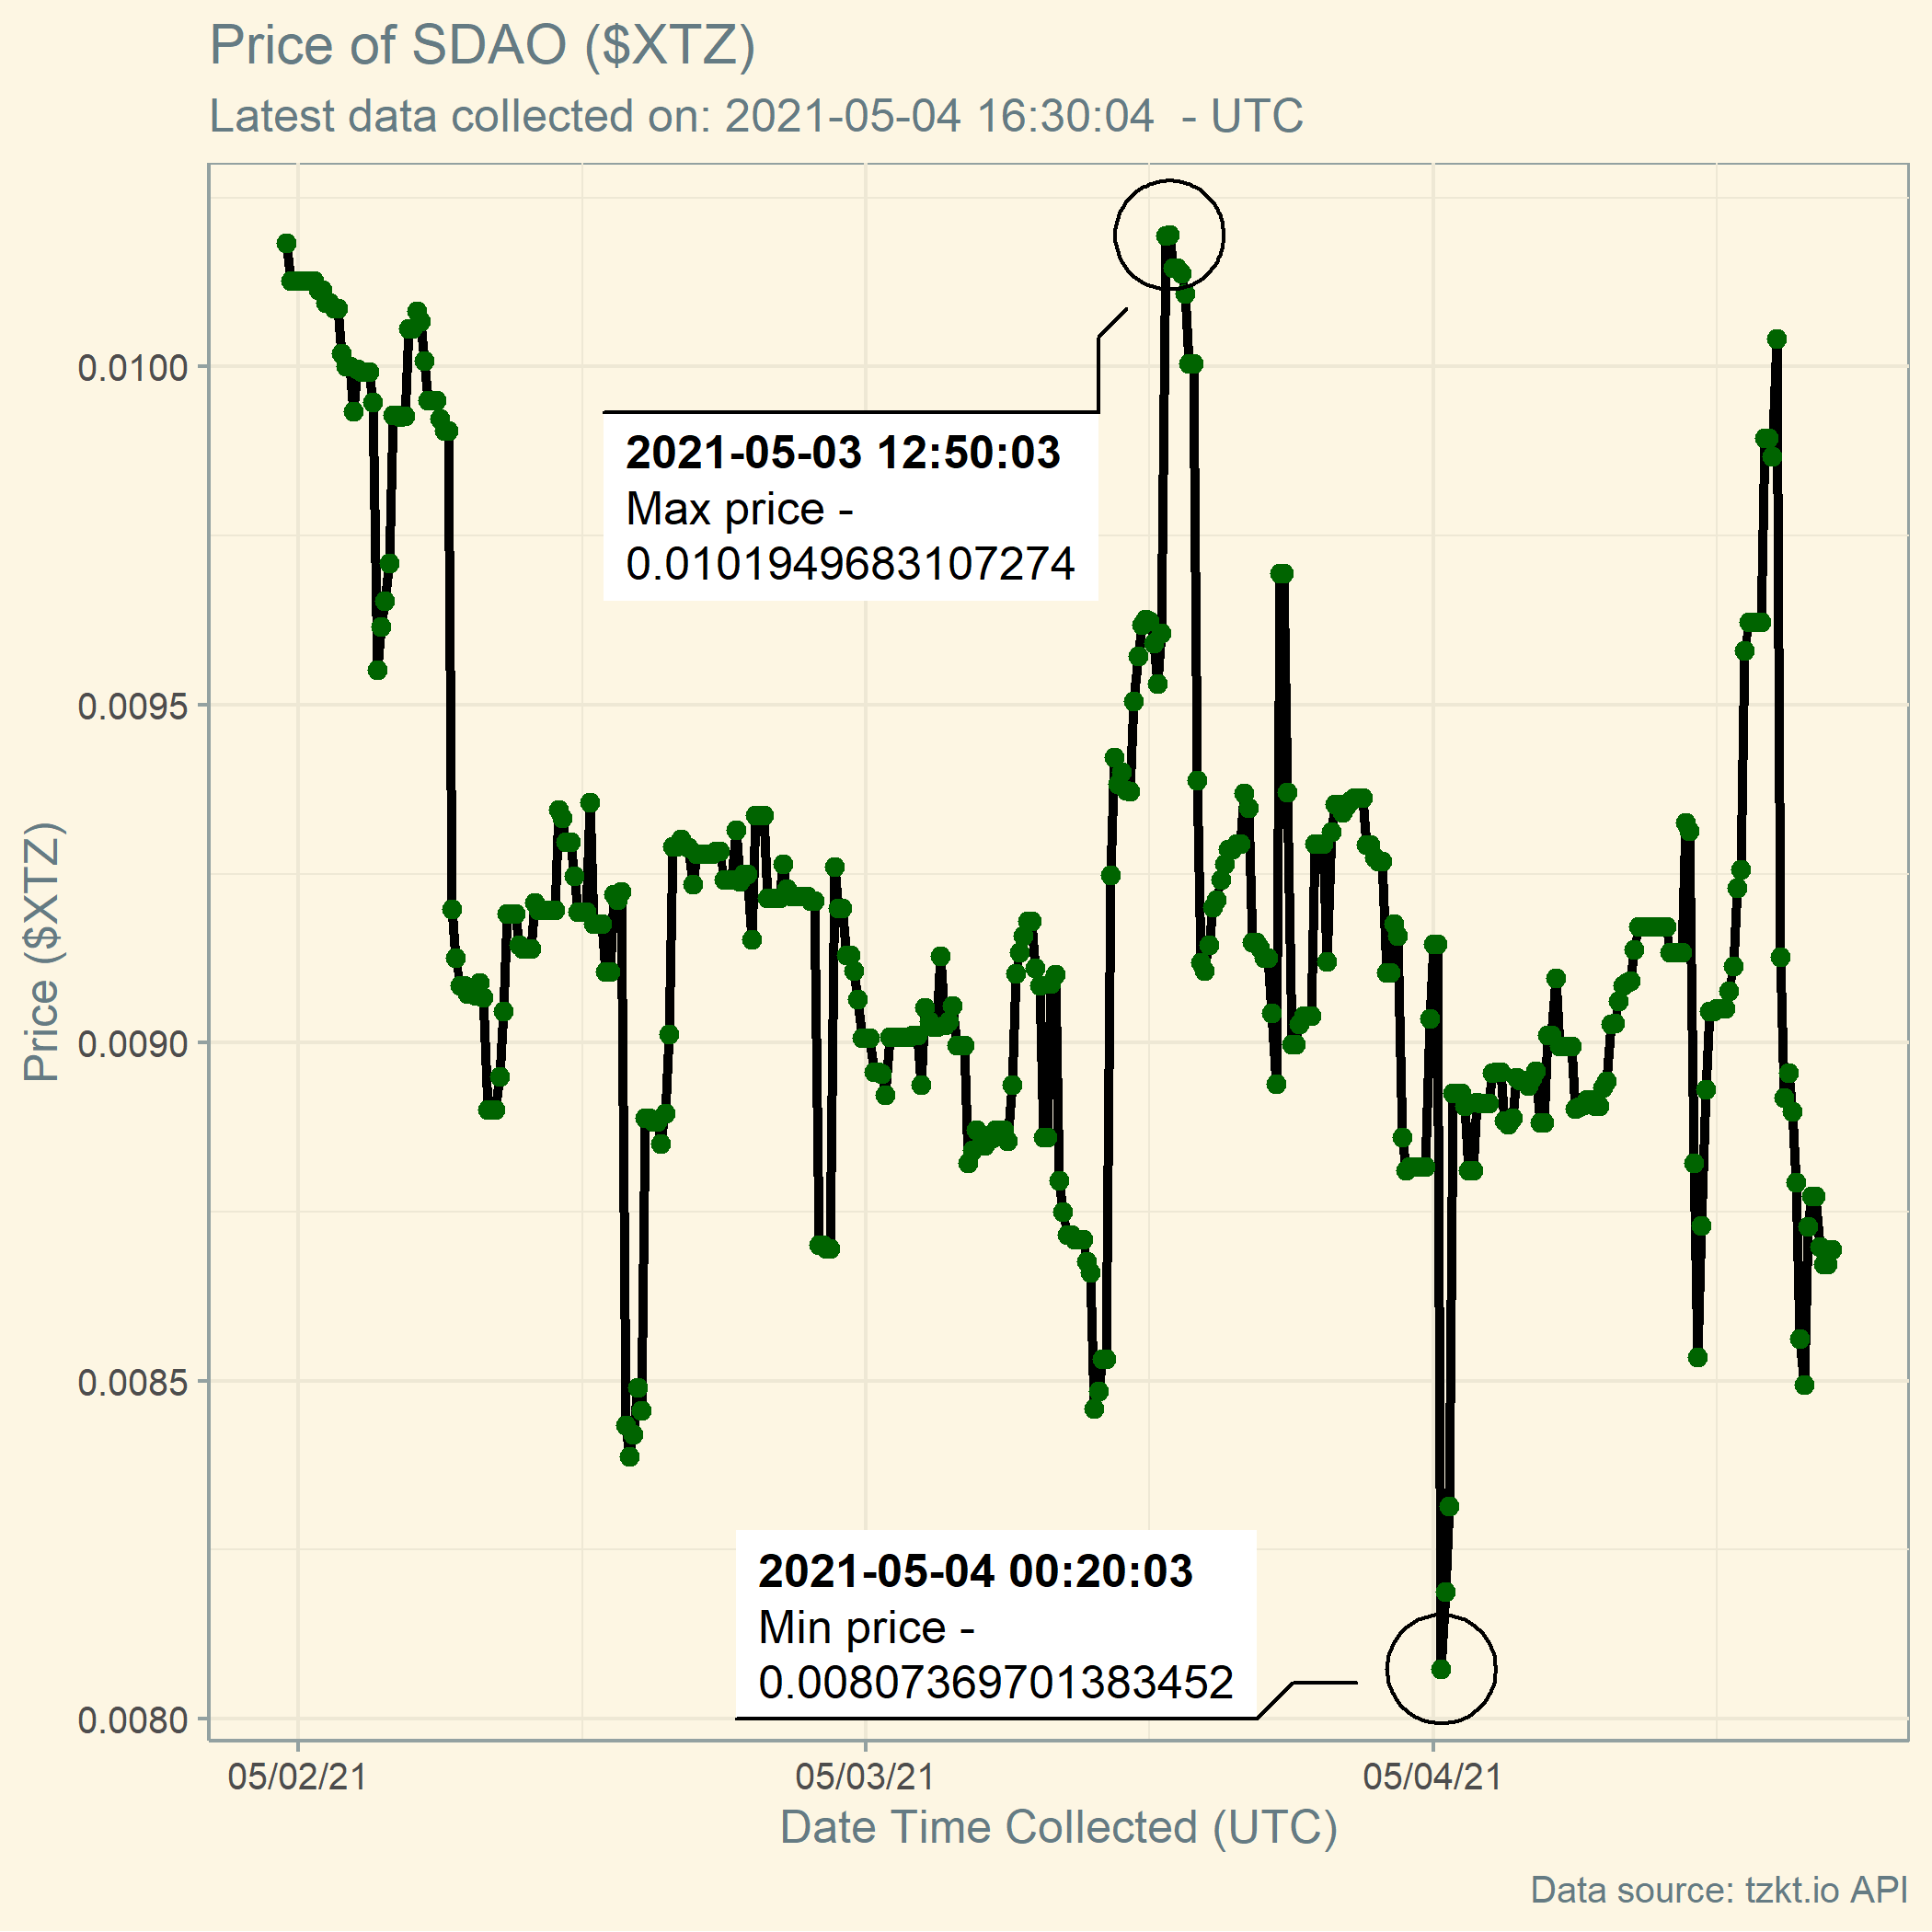 Price of SDAO ($XTZ)
Latest data collected on: 2021-05-04 16:30:04  - UTC
0.0100
0.0095
0.0090
0.0085
0.0080
Price ($XTZ)
2021-05-03 12:50:03
Max price -
0.0101949683107274
2021-05-04 00:20:03
Min price -
0.00807369701383452
05/02/21
05/03/21
05/04/21
Date Time Collected (UTC)
Data source: tzkt.io API